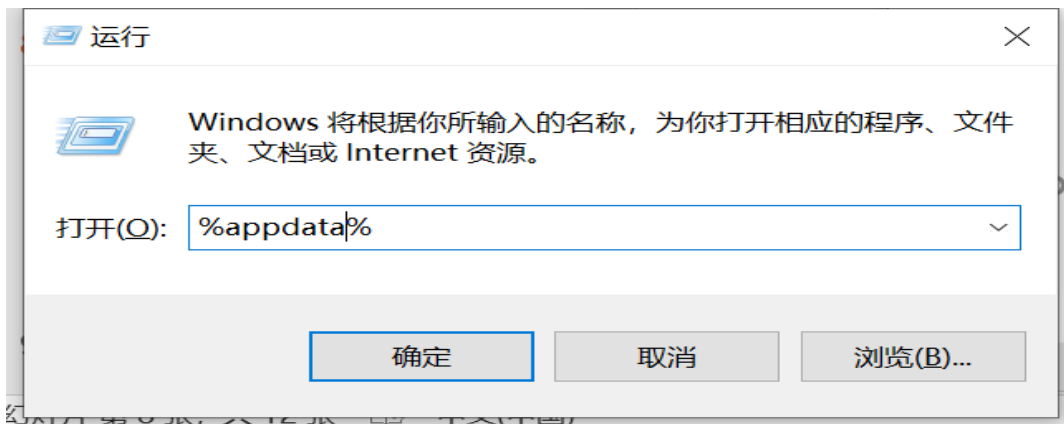 运行
Windows 将根据你所输入的名称，为你打开相应的程序、文件
夹、文档或 Internet 资源。
打开(O): %appdata%
确定 取消 浏览(B)...